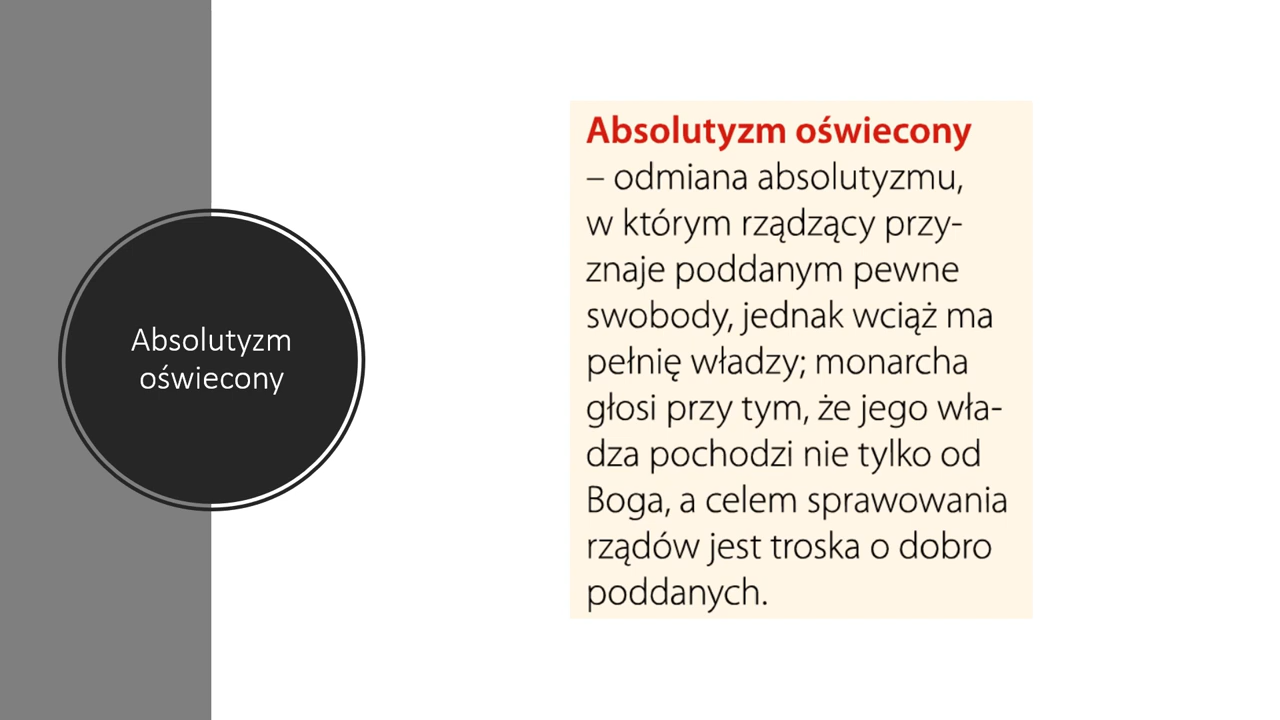 Absolutyzm
oświecony
Absolutyzm oświecony
– odmiana absolutyzmu,
w którym rządzący przy-
znaje poddanym pewne
swobody, jednak wciąż ma
pełnię władzy; monarcha
głosi przy tym, że jego wła-
dza pochodzi nie tylko od
Boga, a celem sprawowania
rządów jest troska o dobro
poddanych.